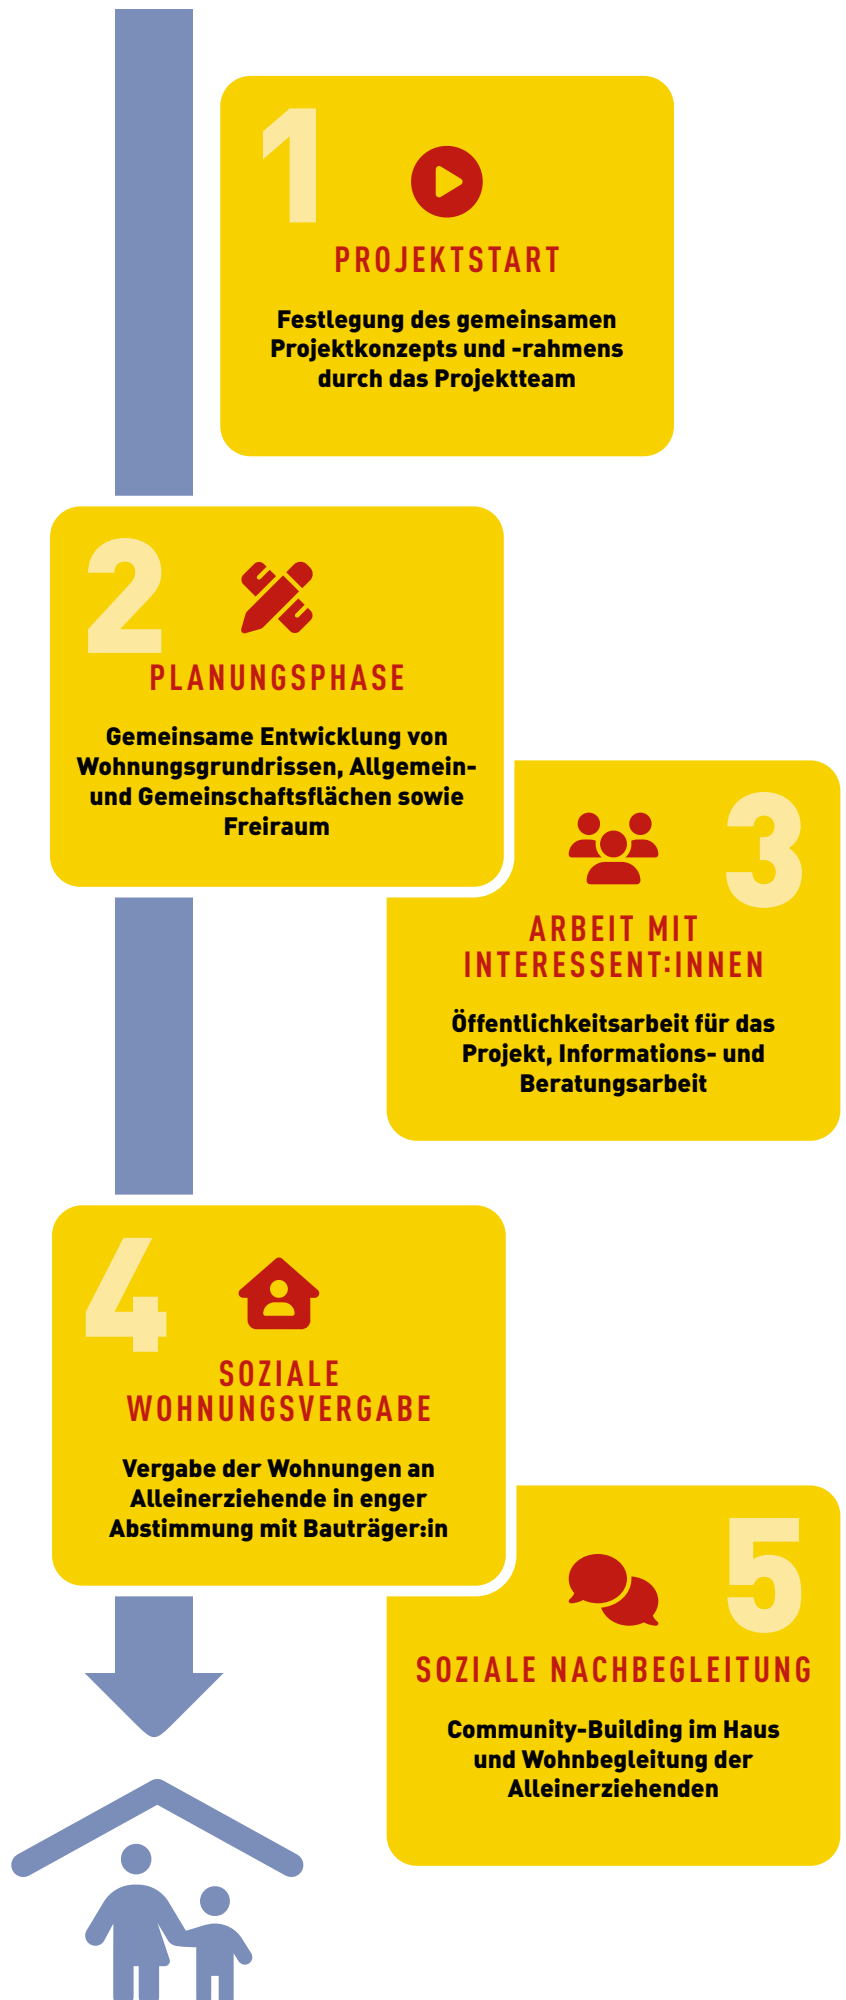 1
PROJEKTSTART
Festlegung des gemeinsamen
Projektkonzepts und -rahmens
durch das Projektteam
2
PLANUNGSPHASE
Gemeinsame Entwicklung von
Wohnungsgrundrissen, Allgemein-
und Gemeinschaftsflächen sowie
Freiraum
3
ARBEIT MIT
INTERESSENT:INNEN
Öffentlichkeitsarbeit für das
Projekt, Informations- und
Beratungsarbeit
4
SOZIALE
WOHNUNGSVERGABE
Vergabe der Wohnungen an
Alleinerziehende in enger
Abstimmung mit Bauträger:in
5
SOZIALE NACHBEGLEITUNG
Community-Building im Haus
und Wohnbegleitung der
Alleinerziehenden